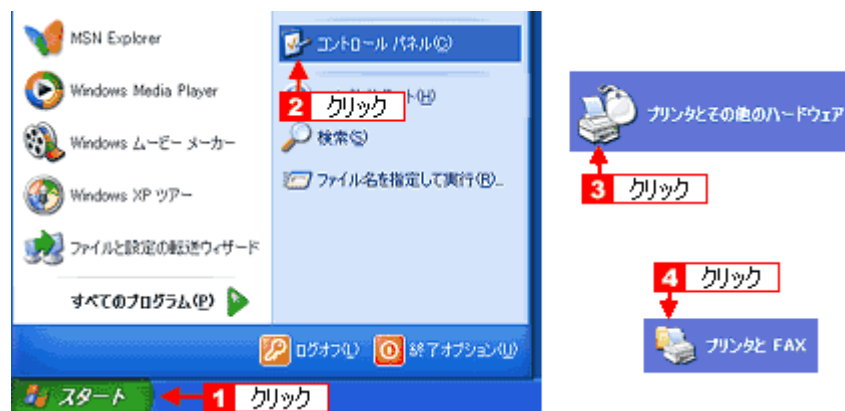 MSN Explorer
Windows Media Player
Windows ムービー メーカー
Windows XP ツアー
ファイルと設定の転送ウィザード
すべてのプログラム(P)
コントロール パネル(C)
2 クリック
ト(H)
検索(S)
ファイル名を指定して実行(R)...
ログオフ(L)
終了オプション(U)
スタート
1 クリック
プリンタとその他のハードウェア
3 クリック
4 クリック
プリンタと FAX